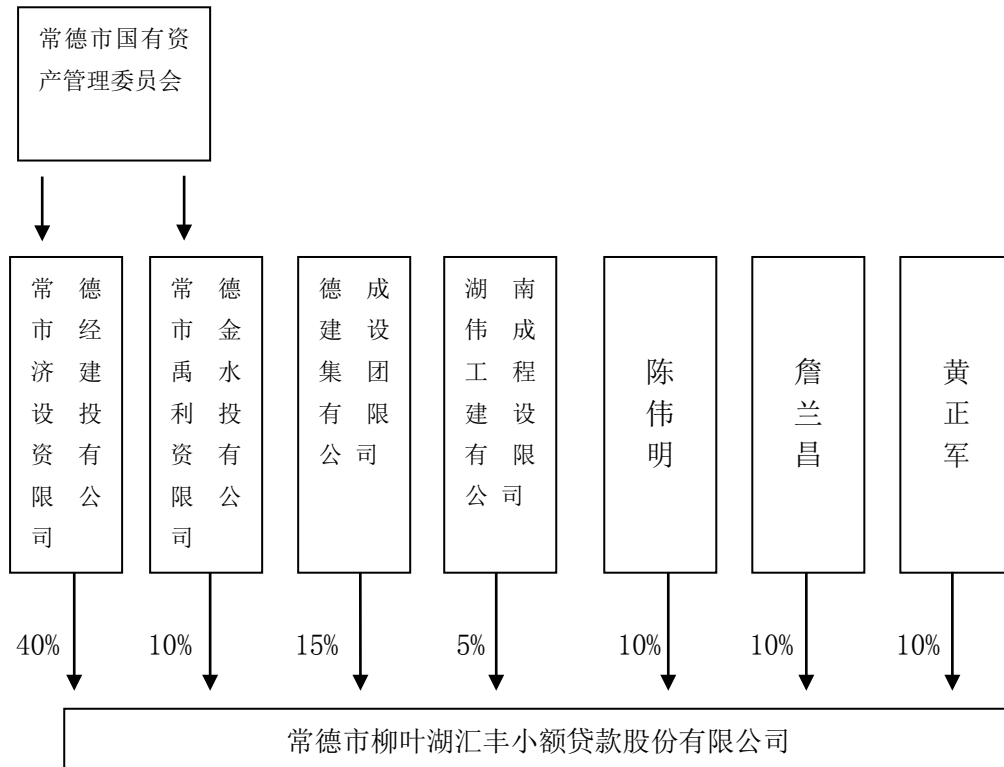 常德市国有资
产管理委员会
常德
市经
济建
设投
资有
限公
司
常德
市金
禹水
利投
资有
限公
司
德成
建设
集团
有限
公司
湖南
伟成
工程
建设
有限
公司
陈
伟
明
詹
兰
昌
黄
正
军
40%
10%
15%
5%
10%
10%
10%
常德市柳叶湖汇丰小额贷款股份有限公司